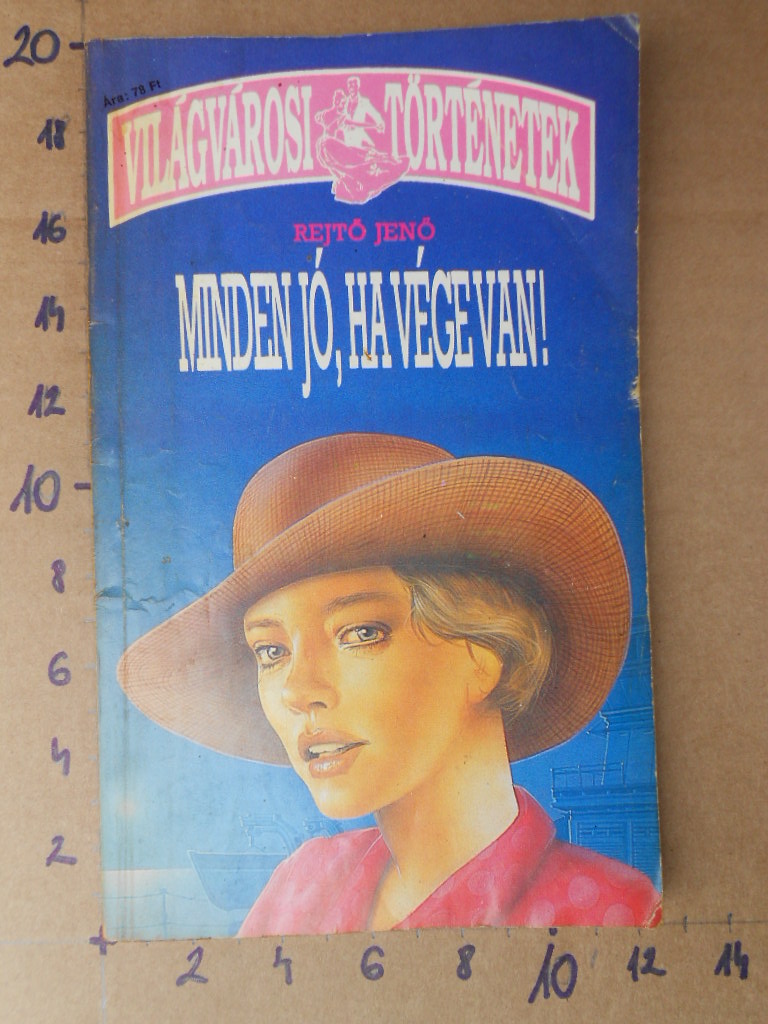 Ára: 78 Ft
VILÁGVÁROSI TÖRTÉNETEK
REJTŐ JENŐ
MINDEN JÓ, HA VÉGE VAN!
20
18
16
14
12
10
8
6
4
2
2 4 6 8 10 12 14